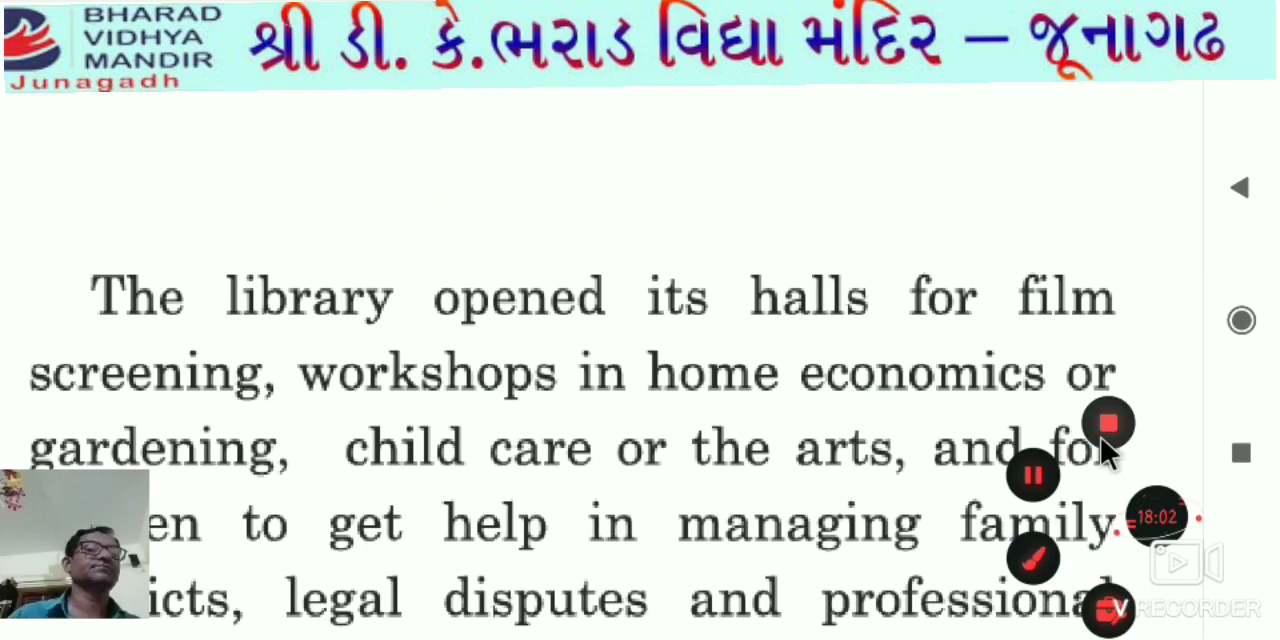 BHARAD
VIDHYA
MANDIR
Junagadh
શ્રી ડી. કે.ભરાડ વિદ્યા મંદિર – જૂનાગઢ
The library opened its halls for film
screening, workshops in home economics or
gardening, child care or the arts, and for
to get help in managing family
legal disputes and professional
18:02
RECORDER